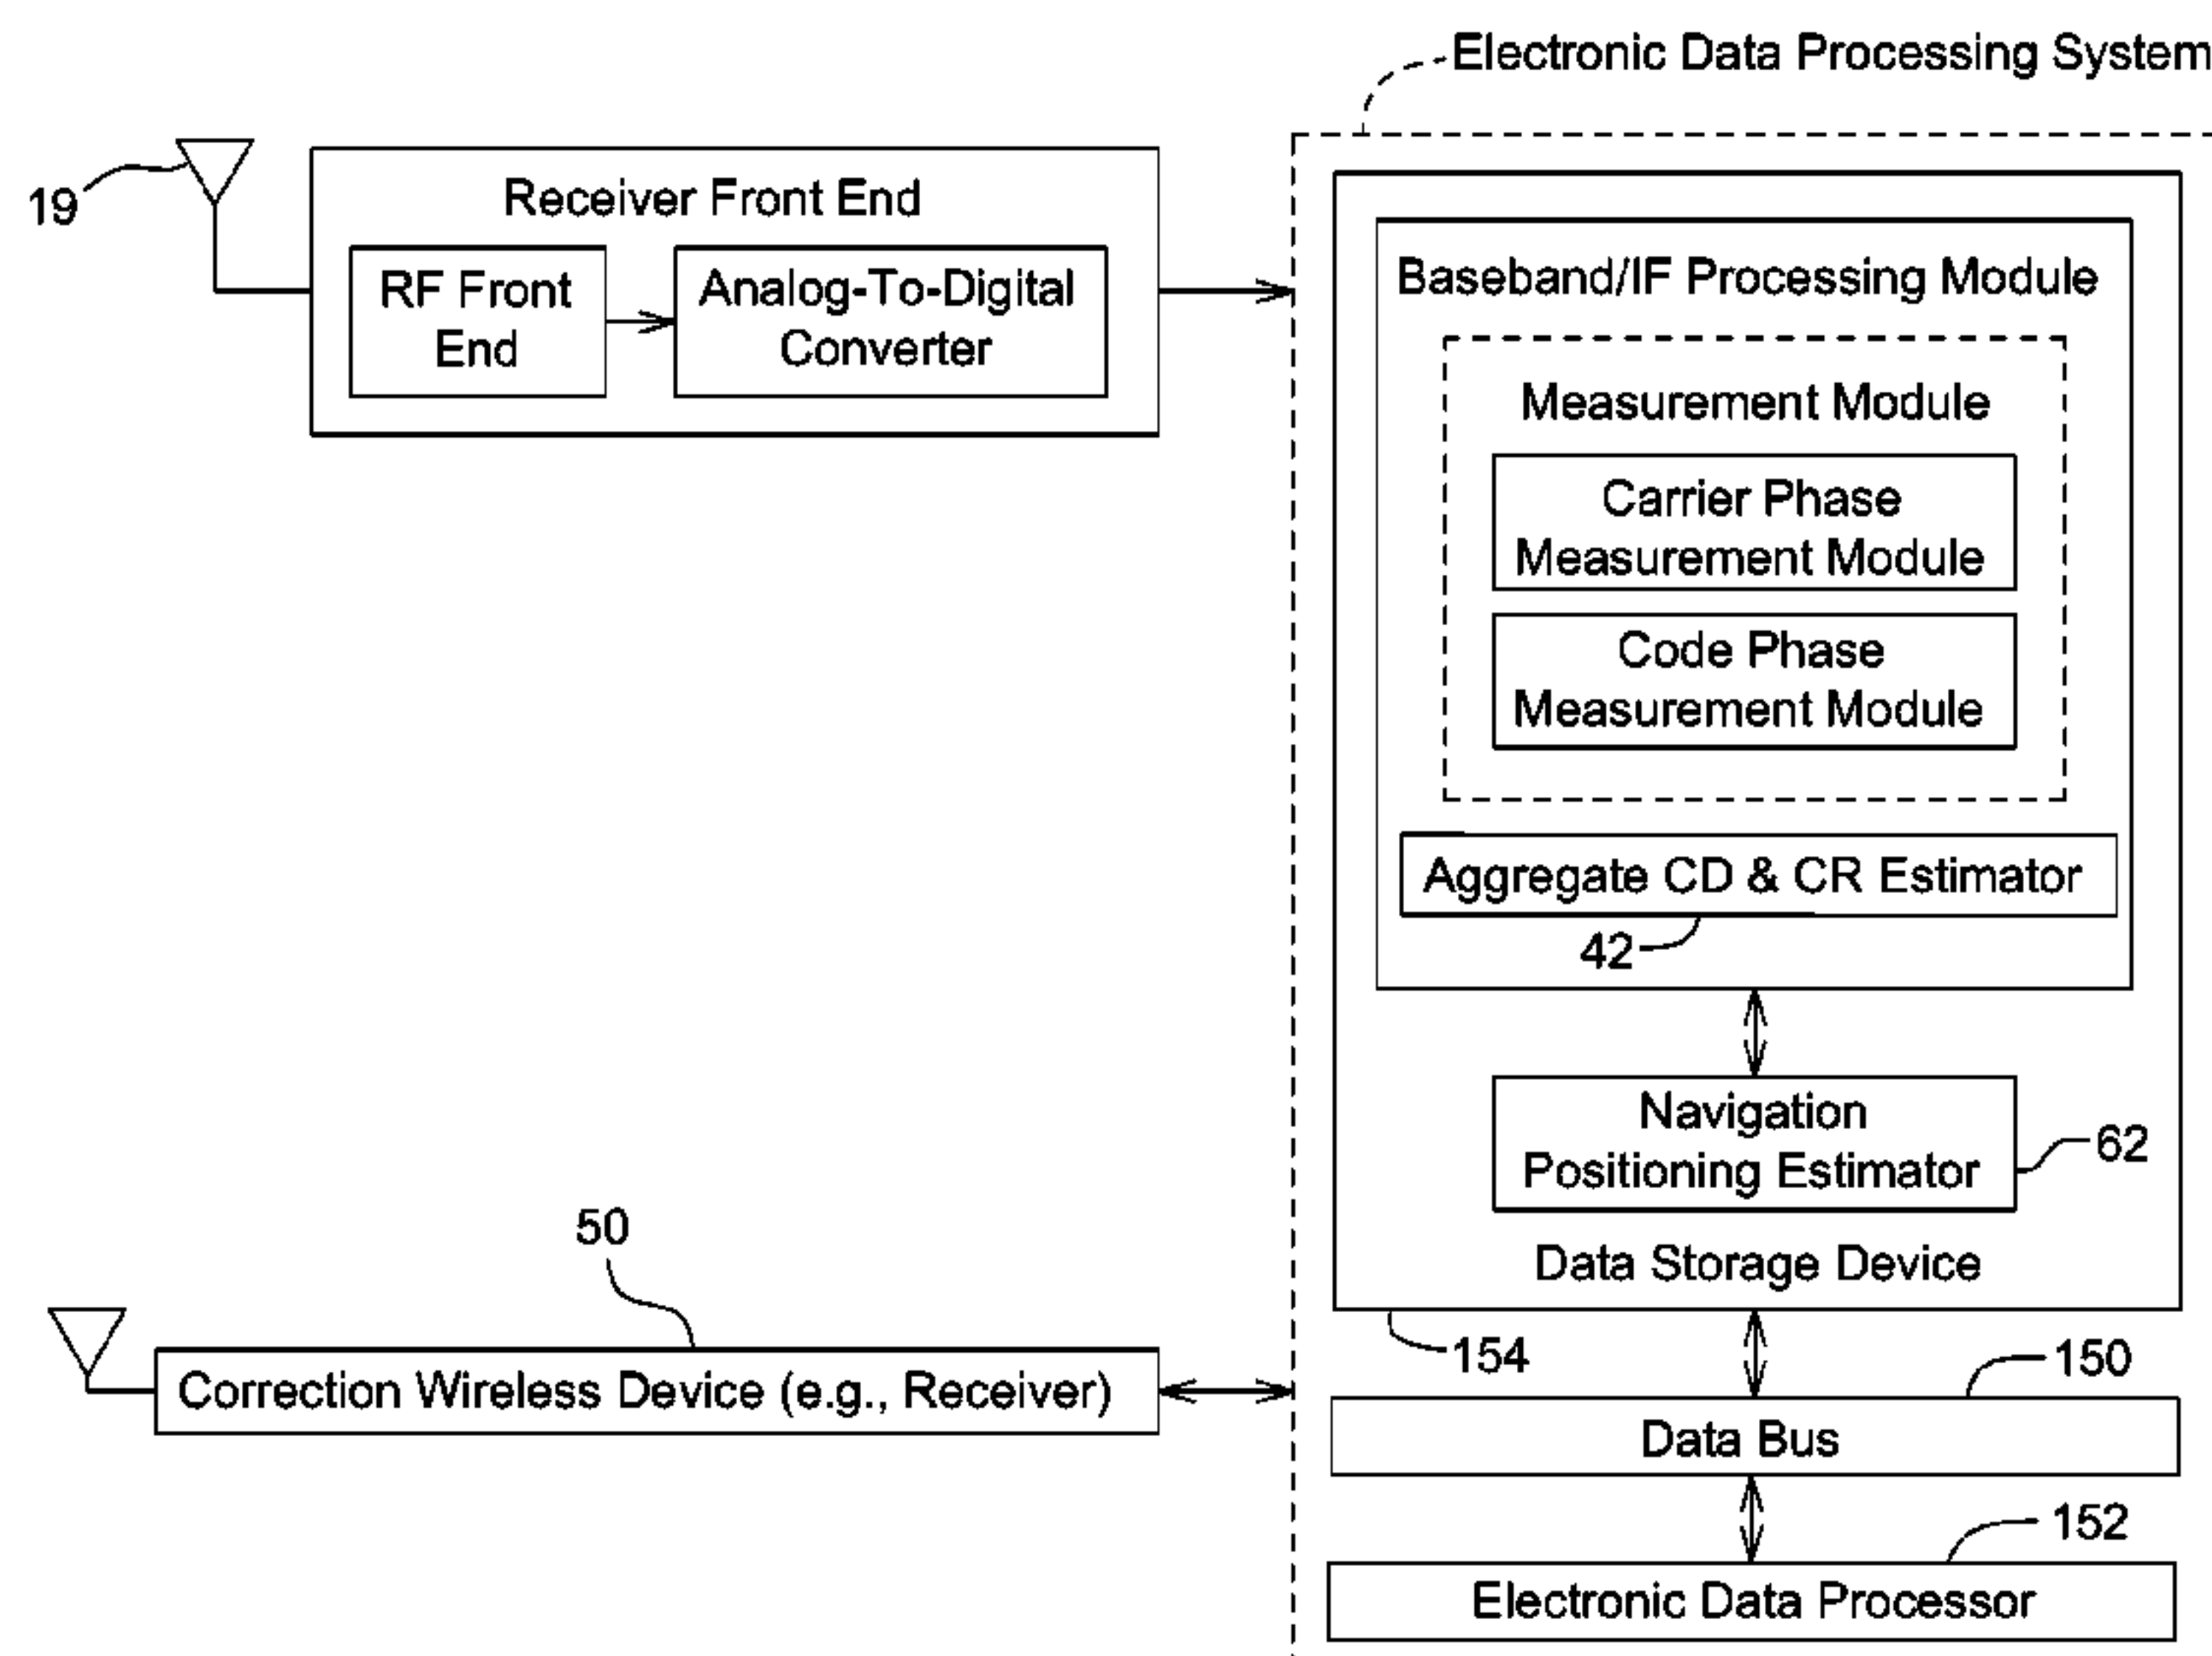 Electronic Data Processing System
19
Receiver Front End
RF Front
End
Analog-To-Digital
Converter
Baseband/IF Processing Module
Measurement Module
Carrier Phase
Measurement Module
Code Phase
Measurement Module
Aggregate CD & CR Estimator
42
Navigation
Positioning Estimator
62
Data Storage Device
154
50
Correction Wireless Device (e.g., Receiver)
150
Data Bus
152
Electronic Data Processor